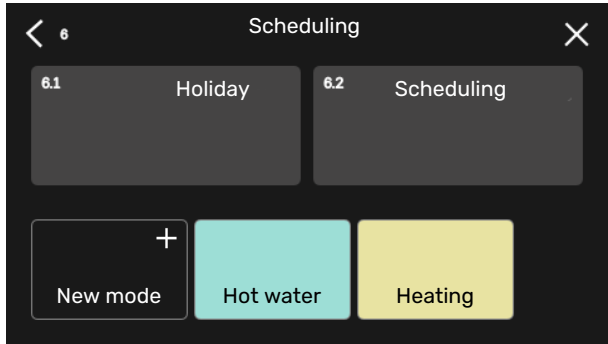 6 Scheduling
6.1 Holiday
6.2 Scheduling
New mode
Hot water
Heating